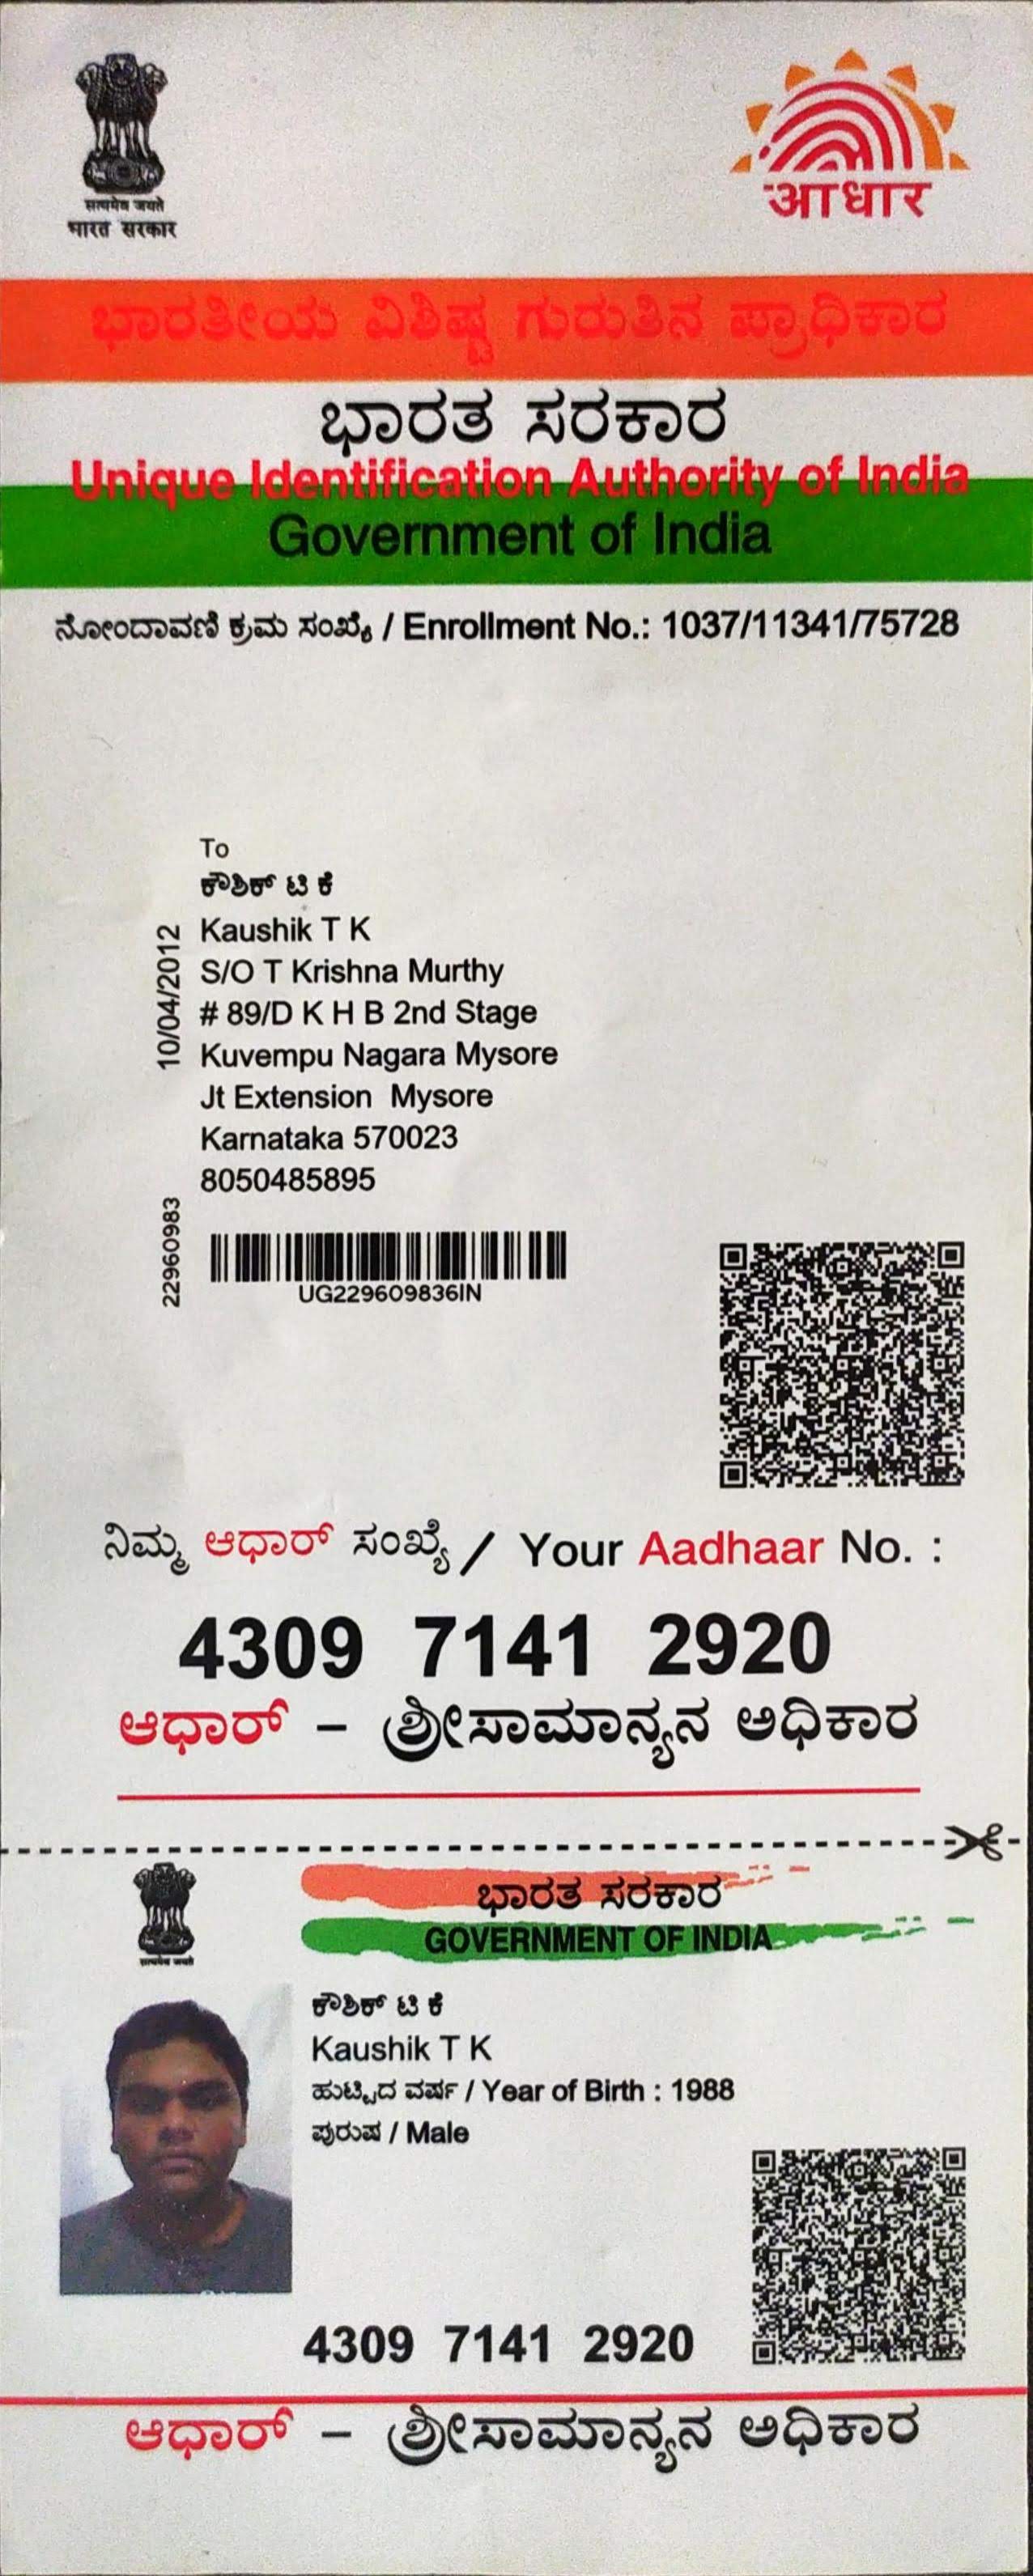 सत्यमेव जयते
भारत सरकार
आधार
ಭಾರತೀಯ ವಿಶಿಷ್ಟ ಗುರುತಿನ ಪ್ರಾಧಿಕಾರ
ಭಾರತ ಸರಕಾರ
Unique Identification Authority of India
Government of India
ನೋಂದಾವಣಿ ಕ್ರಮ ಸಂಖ್ಯೆ / Enrollment No.: 1037/11341/75728
To
ಕೌಶಿಕ್ ಟಿ ಕೆ
Kaushik T K
S/O T Krishna Murthy
# 89/D K H B 2nd Stage
Kuvempu Nagara Mysore
Jt Extension Mysore
Karnataka 570023
8050485895
10/04/2012
22960983
UG229609836IN
ನಿಮ್ಮ ಆಧಾರ್ ಸಂಖ್ಯೆ / Your Aadhaar No. :
4309 7141 2920
ಆಧಾರ್ – ಶ್ರೀಸಾಮಾನ್ಯನ ಅಧಿಕಾರ
सत्यमेव जयते
ಭಾರತ ಸರಕಾರ
GOVERNMENT OF INDIA
ಕೌಶಿಕ್ ಟಿ ಕೆ
Kaushik T K
ಹುಟ್ಟಿದ ವರ್ಷ / Year of Birth : 1988
ಪುರುಷ / Male
4309 7141 2920
ಆಧಾರ್ – ಶ್ರೀಸಾಮಾನ್ಯನ ಅಧಿಕಾರ